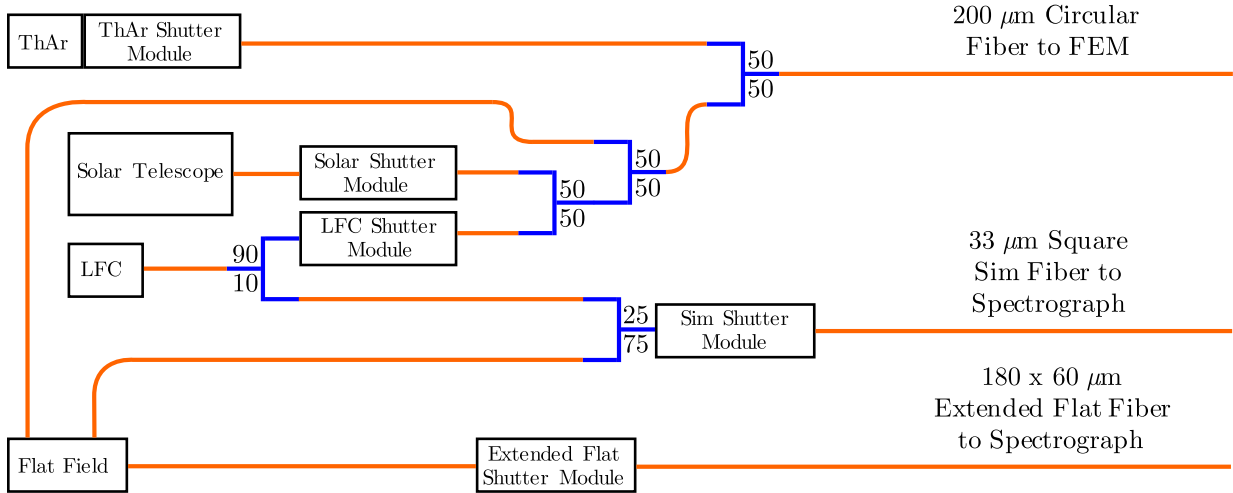 200 μm Circular
Fiber to FEM
ThAr
ThAr Shutter
Module
50
50
Solar Telescope
Solar Shutter
Module
50
50
50
50
LFC Shutter
Module
LFC
90
10
33 μm Square
Sim Fiber to
Spectrograph
25
75
Sim Shutter
Module
180 x 60 μm
Extended Flat Fiber
to Spectrograph
Flat Field
Extended Flat
Shutter Module